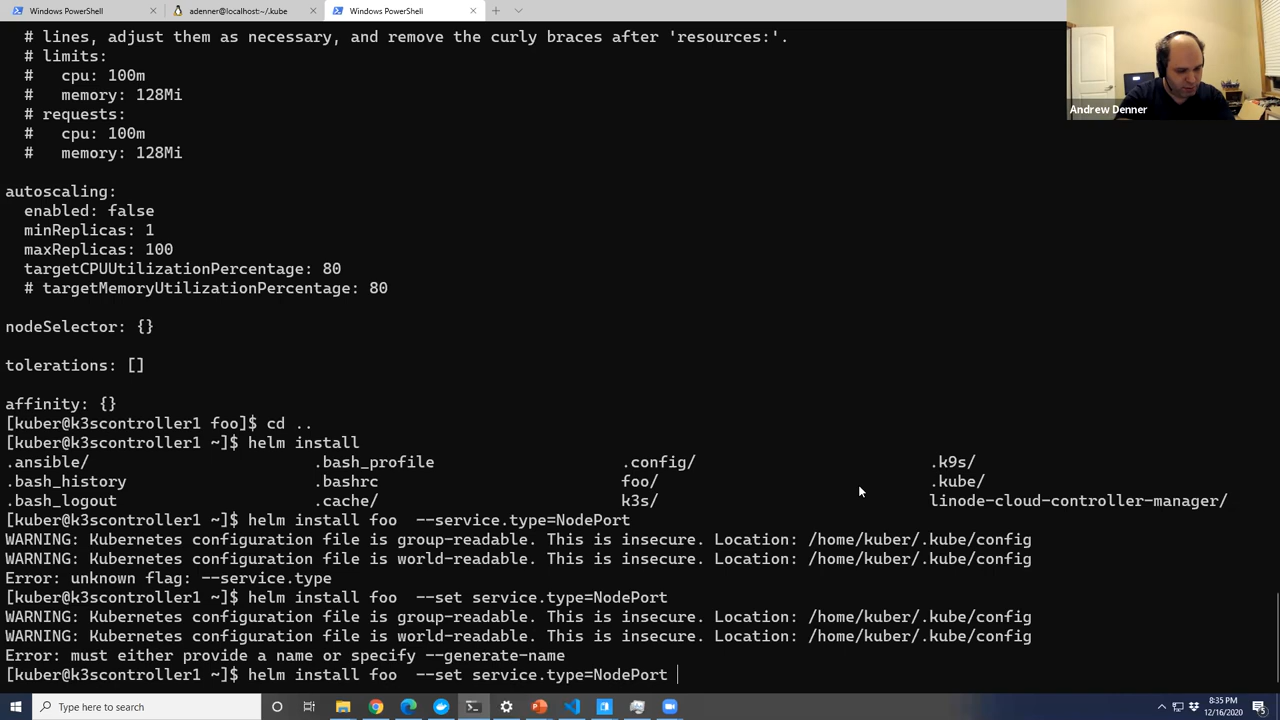 Windows PowerShell
adenner@localhost:~/.kube
Windows PowerShell
# lines, adjust them as necessary, and remove the curly braces after 'resources:'.
# limits:
#   cpu: 100m
#   memory: 128Mi
# requests:
#   cpu: 100m
#   memory: 128Mi
autoscaling:
enabled: false
minReplicas: 1
maxReplicas: 100
targetCPUUtilizationPercentage: 80
# targetMemoryUtilizationPercentage: 80
nodeSelector: {}
tolerations: []
affinity: {}
[kuber@k3scontroller1 foo]$ cd ..
[kuber@k3scontroller1 ~]$ helm install
.ansible/ .bash_profile .config/ .k9s/
.bash_history .bashrc foo/ .kube/
.bash_logout .cache/ k3s/ linode-cloud-controller-manager/
[kuber@k3scontroller1 ~]$ helm install foo  --service.type=NodePort
WARNING: Kubernetes configuration file is group-readable. This is insecure. Location: /home/kuber/.kube/config
WARNING: Kubernetes configuration file is world-readable. This is insecure. Location: /home/kuber/.kube/config
Error: unknown flag: --service.type
[kuber@k3scontroller1 ~]$ helm install foo  --set service.type=NodePort
WARNING: Kubernetes configuration file is group-readable. This is insecure. Location: /home/kuber/.kube/config
WARNING: Kubernetes configuration file is world-readable. This is insecure. Location: /home/kuber/.kube/config
Error: must either provide a name or specify --generate-name
[kuber@k3scontroller1 ~]$ helm install foo  --set service.type=NodePort
Andrew Denner
Type here to search
8:35 PM
12/16/2020